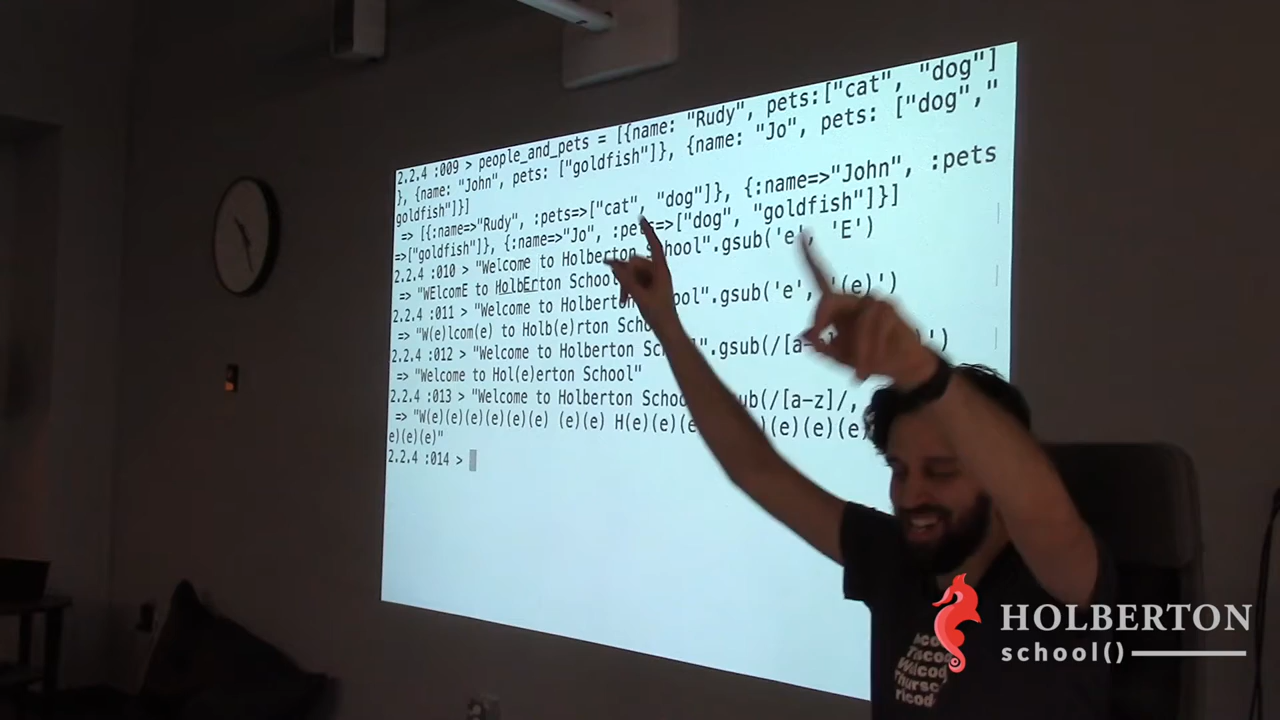 2.2.4 :009 > people_and_pets = [{name: "Rudy", pets:["cat", "dog"]
}, {name: "John", pets: ["goldfish"]}, {name: "Jo", pets: ["dog","
goldfish"]}]
=> [{:name=>"Rudy", :pets=>["cat", "dog"]}, {:name=>"John", :pets
=>["goldfish"]}, {:name=>"Jo", :pets=>["dog", "goldfish"]}]
2.2.4 :010 > "Welcome to Holberton School".gsub('e', 'E')
=> "WElcomE to HolbErton School"
2.2.4 :011 > "Welcome to Holberton School".gsub('e', '(e)')
=> "W(e)lcom(e) to Holb(e)rton Scho
2.2.4 :012 > "Welcome to Holberton Sc l".gsub(/[a- ')
=> "Welcome to Hol(e)erton School"
2.2.4 :013 > "Welcome to Holberton Schoo ub(/[a-z]/,
=> "W(e)(e)(e)(e)(e)(e) (e)(e) H(e)(e)(e )(e)(e)(e)
e)(e)(e)"
2.2.4 :014 >
HOLBERTON
school()